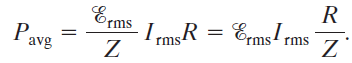 P_avg = (ℰ_rms / Z) I_rms R = ℰ_rms I_rms (R / Z).